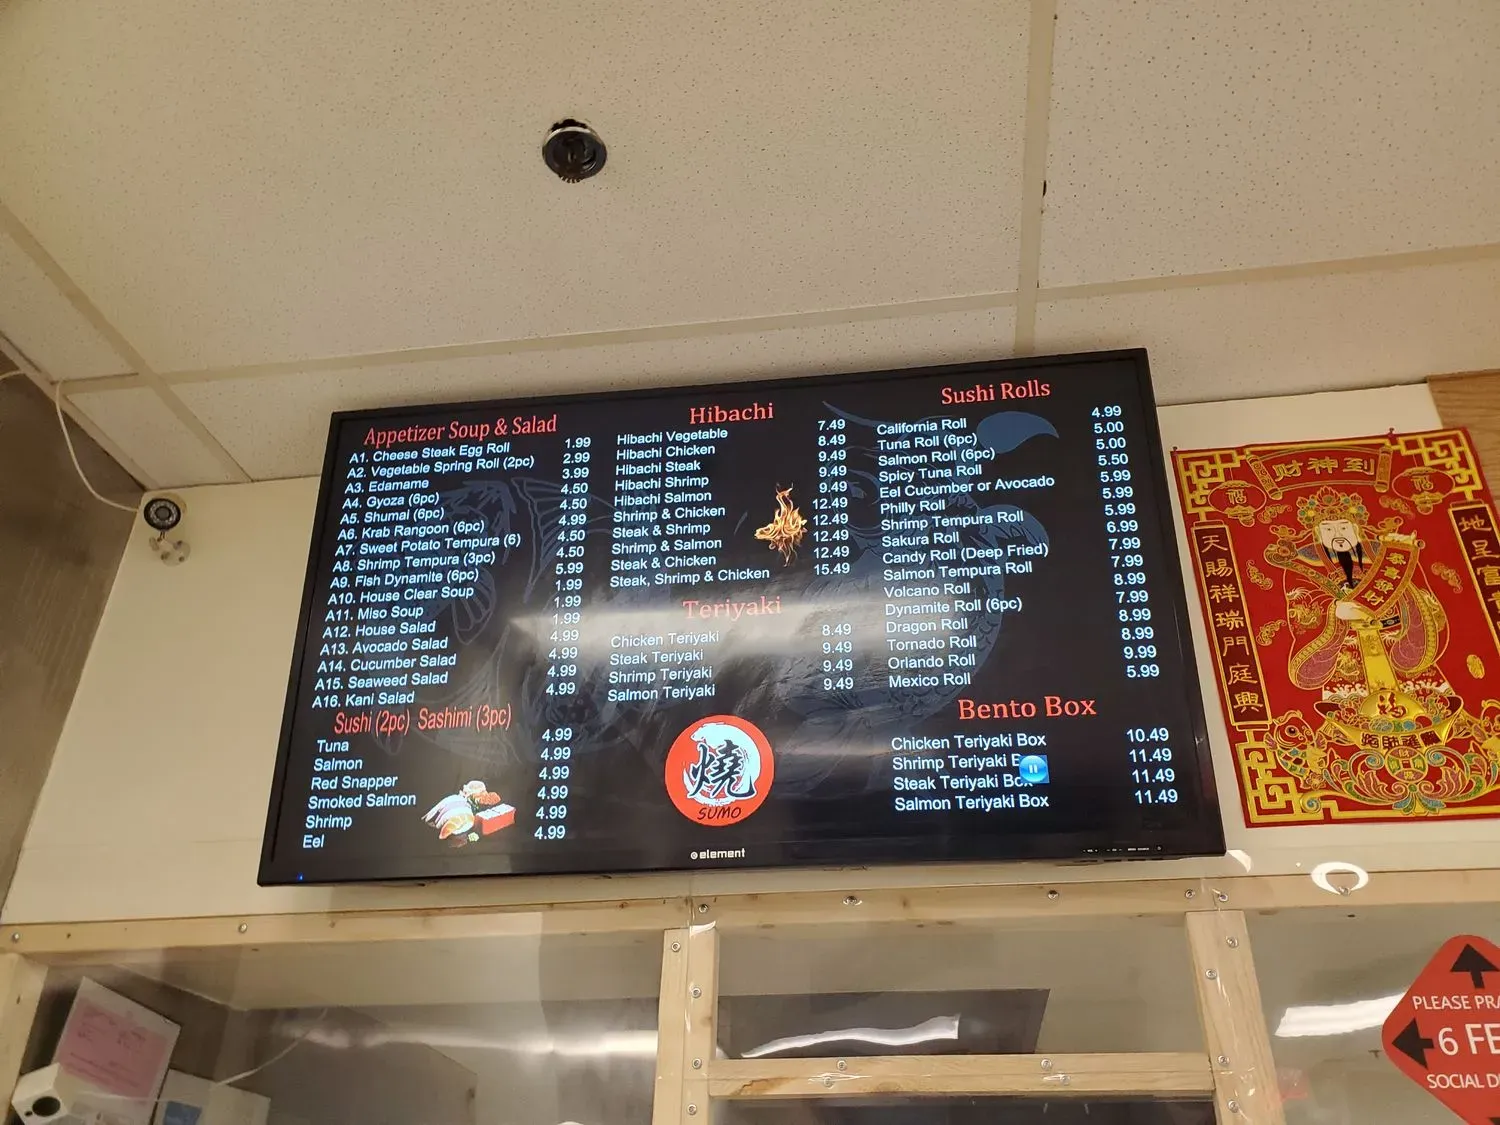 Appetizer Soup & Salad
A1. Cheese Steak Egg Roll 1.99
A2. Vegetable Spring Roll (2pc) 2.99
A3. Edamame 3.99
A4. Gyoza (6pc) 4.50
A5. Shumai (6pc) 4.50
A6. Krab Rangoon (6pc) 4.99
A7. Sweet Potato Tempura (6) 4.50
A8. Shrimp Tempura (3pc) 4.50
A9. Fish Dynamite (6pc) 5.99
A10. House Clear Soup 1.99
A11. Miso Soup 1.99
A12. House Salad 1.99
A13. Avocado Salad 4.99
A14. Cucumber Salad 4.99
A15. Seaweed Salad 4.99
A16. Kani Salad 4.99
Sushi (2pc) Sashimi (3pc)
Tuna 4.99
Salmon 4.99
Red Snapper 4.99
Smoked Salmon 4.99
Shrimp 4.99
Eel 4.99
Hibachi
Hibachi Vegetable 7.49
Hibachi Chicken 8.49
Hibachi Steak 9.49
Hibachi Shrimp 9.49
Hibachi Salmon 9.49
Shrimp & Chicken 12.49
Steak & Shrimp 12.49
Shrimp & Salmon 12.49
Steak & Chicken 12.49
Steak, Shrimp & Chicken 15.49
Teriyaki
Chicken Teriyaki 8.49
Steak Teriyaki 9.49
Shrimp Teriyaki 9.49
Salmon Teriyaki 9.49
燒
SUMO
element
Sushi Rolls
California Roll 4.99
Tuna Roll (6pc) 5.00
Salmon Roll (6pc) 5.00
Spicy Tuna Roll 5.50
Eel Cucumber or Avocado 5.99
Philly Roll 5.99
Shrimp Tempura Roll 5.99
Sakura Roll 6.99
Candy Roll (Deep Fried) 7.99
Salmon Tempura Roll 7.99
Volcano Roll 8.99
Dynamite Roll (6pc) 7.99
Dragon Roll 8.99
Tornado Roll 8.99
Orlando Roll 9.99
Mexico Roll 5.99
Bento Box
Chicken Teriyaki Box 10.49
Shrimp Teriyaki B 11.49
Steak Teriyaki Box 11.49
Salmon Teriyaki Box 11.49
财神到
福
福
天賜祥瑞門庭興
恭喜發財
PLEASE PRA
6 FE
SOCIAL D